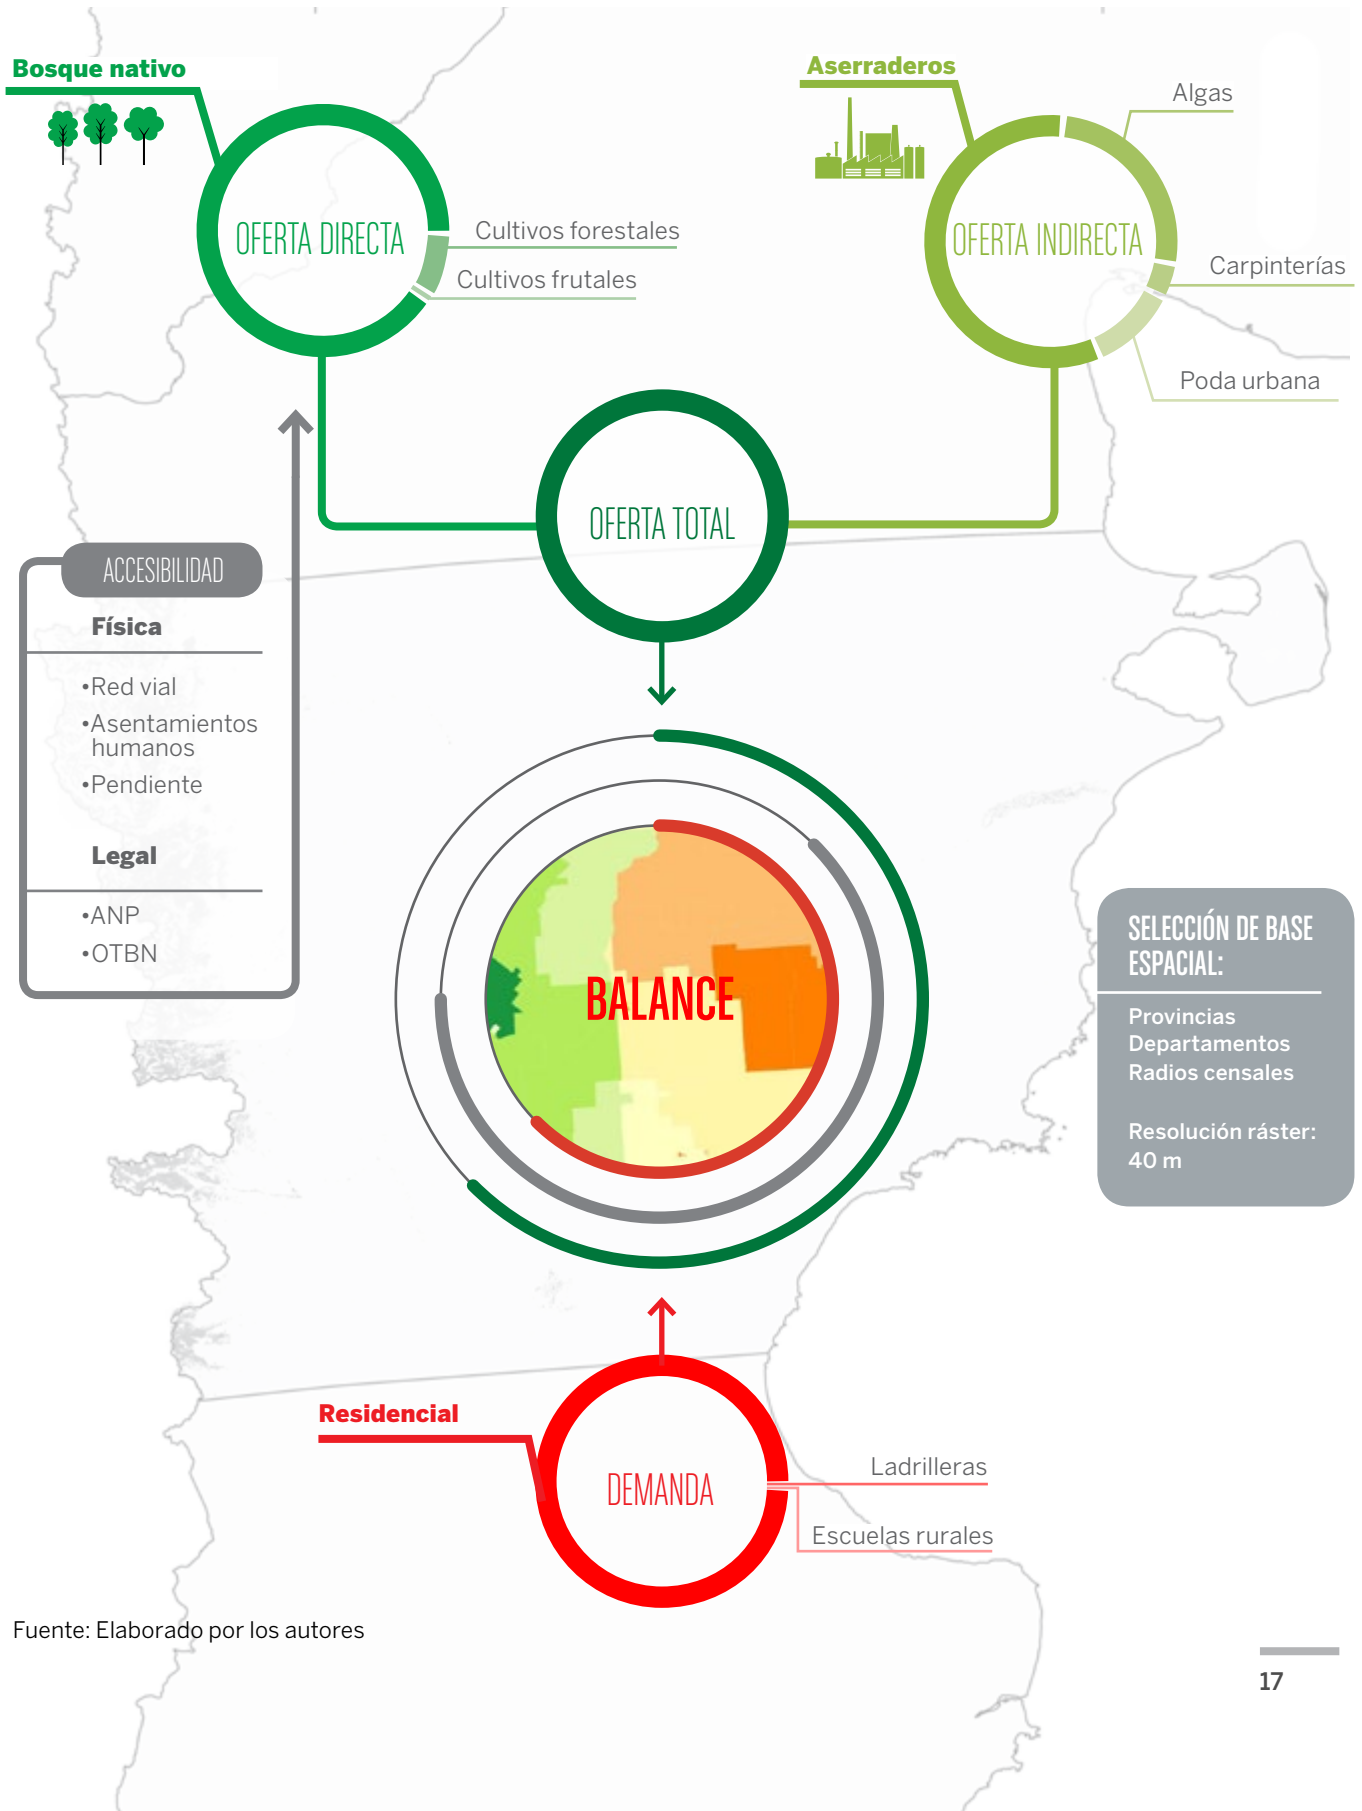 Bosque nativo
OFERTA DIRECTA
Cultivos forestales
Cultivos frutales
Aserraderos
Algas
OFERTA INDIRECTA
Carpinterías
Poda urbana
OFERTA TOTAL
ACCESIBILIDAD
Física
•Red vial
•Asentamientos
humanos
•Pendiente
Legal
•ANP
•OTBN
BALANCE
SELECCIÓN DE BASE
ESPACIAL:
Provincias
Departamentos
Radios censales
Resolución ráster:
40 m
Residencial
DEMANDA
Ladrilleras
Escuelas rurales
Fuente: Elaborado por los autores
17